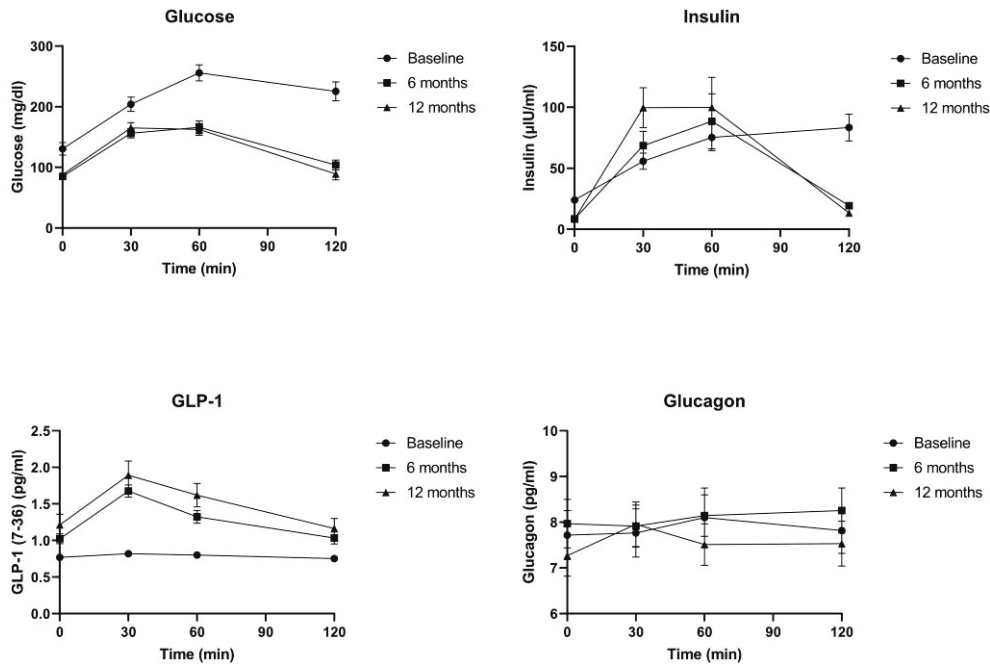 Glucose
300
200
100
0
Glucose (mg/dl)
0 30 60 90 120
Time (min)
Baseline
6 months
12 months
Insulin
150
100
50
0
Insulin (µIU/ml)
0 30 60 90 120
Time (min)
Baseline
6 months
12 months
GLP-1
2.5
2.0
1.5
1.0
0.5
0.0
GLP-1 (7-36) (pg/ml)
0 30 60 90 120
Time (min)
Baseline
6 months
12 months
Glucagon
10
9
8
7
6
Glucagon (pg/ml)
0 30 60 90 120
Time (min)
Baseline
6 months
12 months